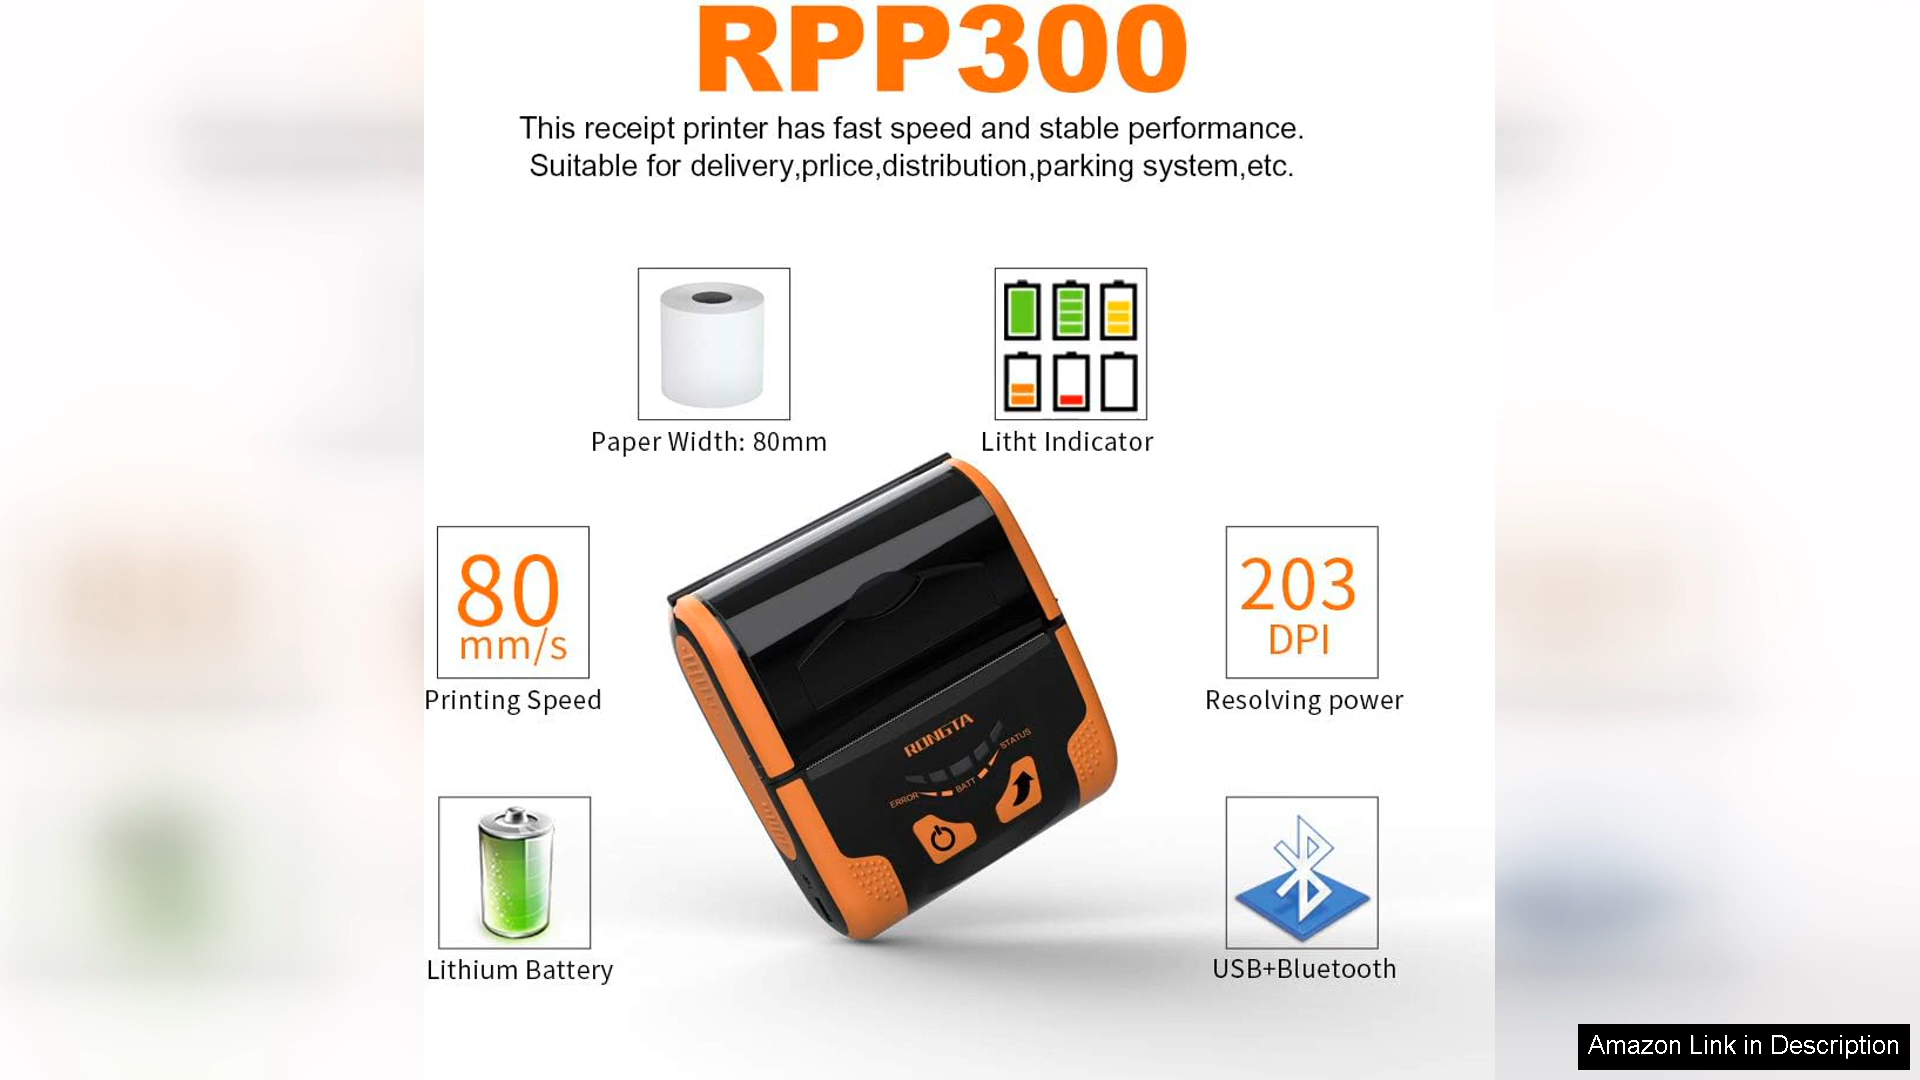 RPP300
This receipt printer has fast speed and stable performance.
Suitable for delivery,prlice,distribution,parking system,etc.
Paper Width: 80mm
Litht Indicator
80
mm/s
Printing Speed
203
DPI
Resolving power
RONGTA
ERROR
BATT
STATUS
Lithium Battery
USB+Bluetooth
Amazon Link in Description